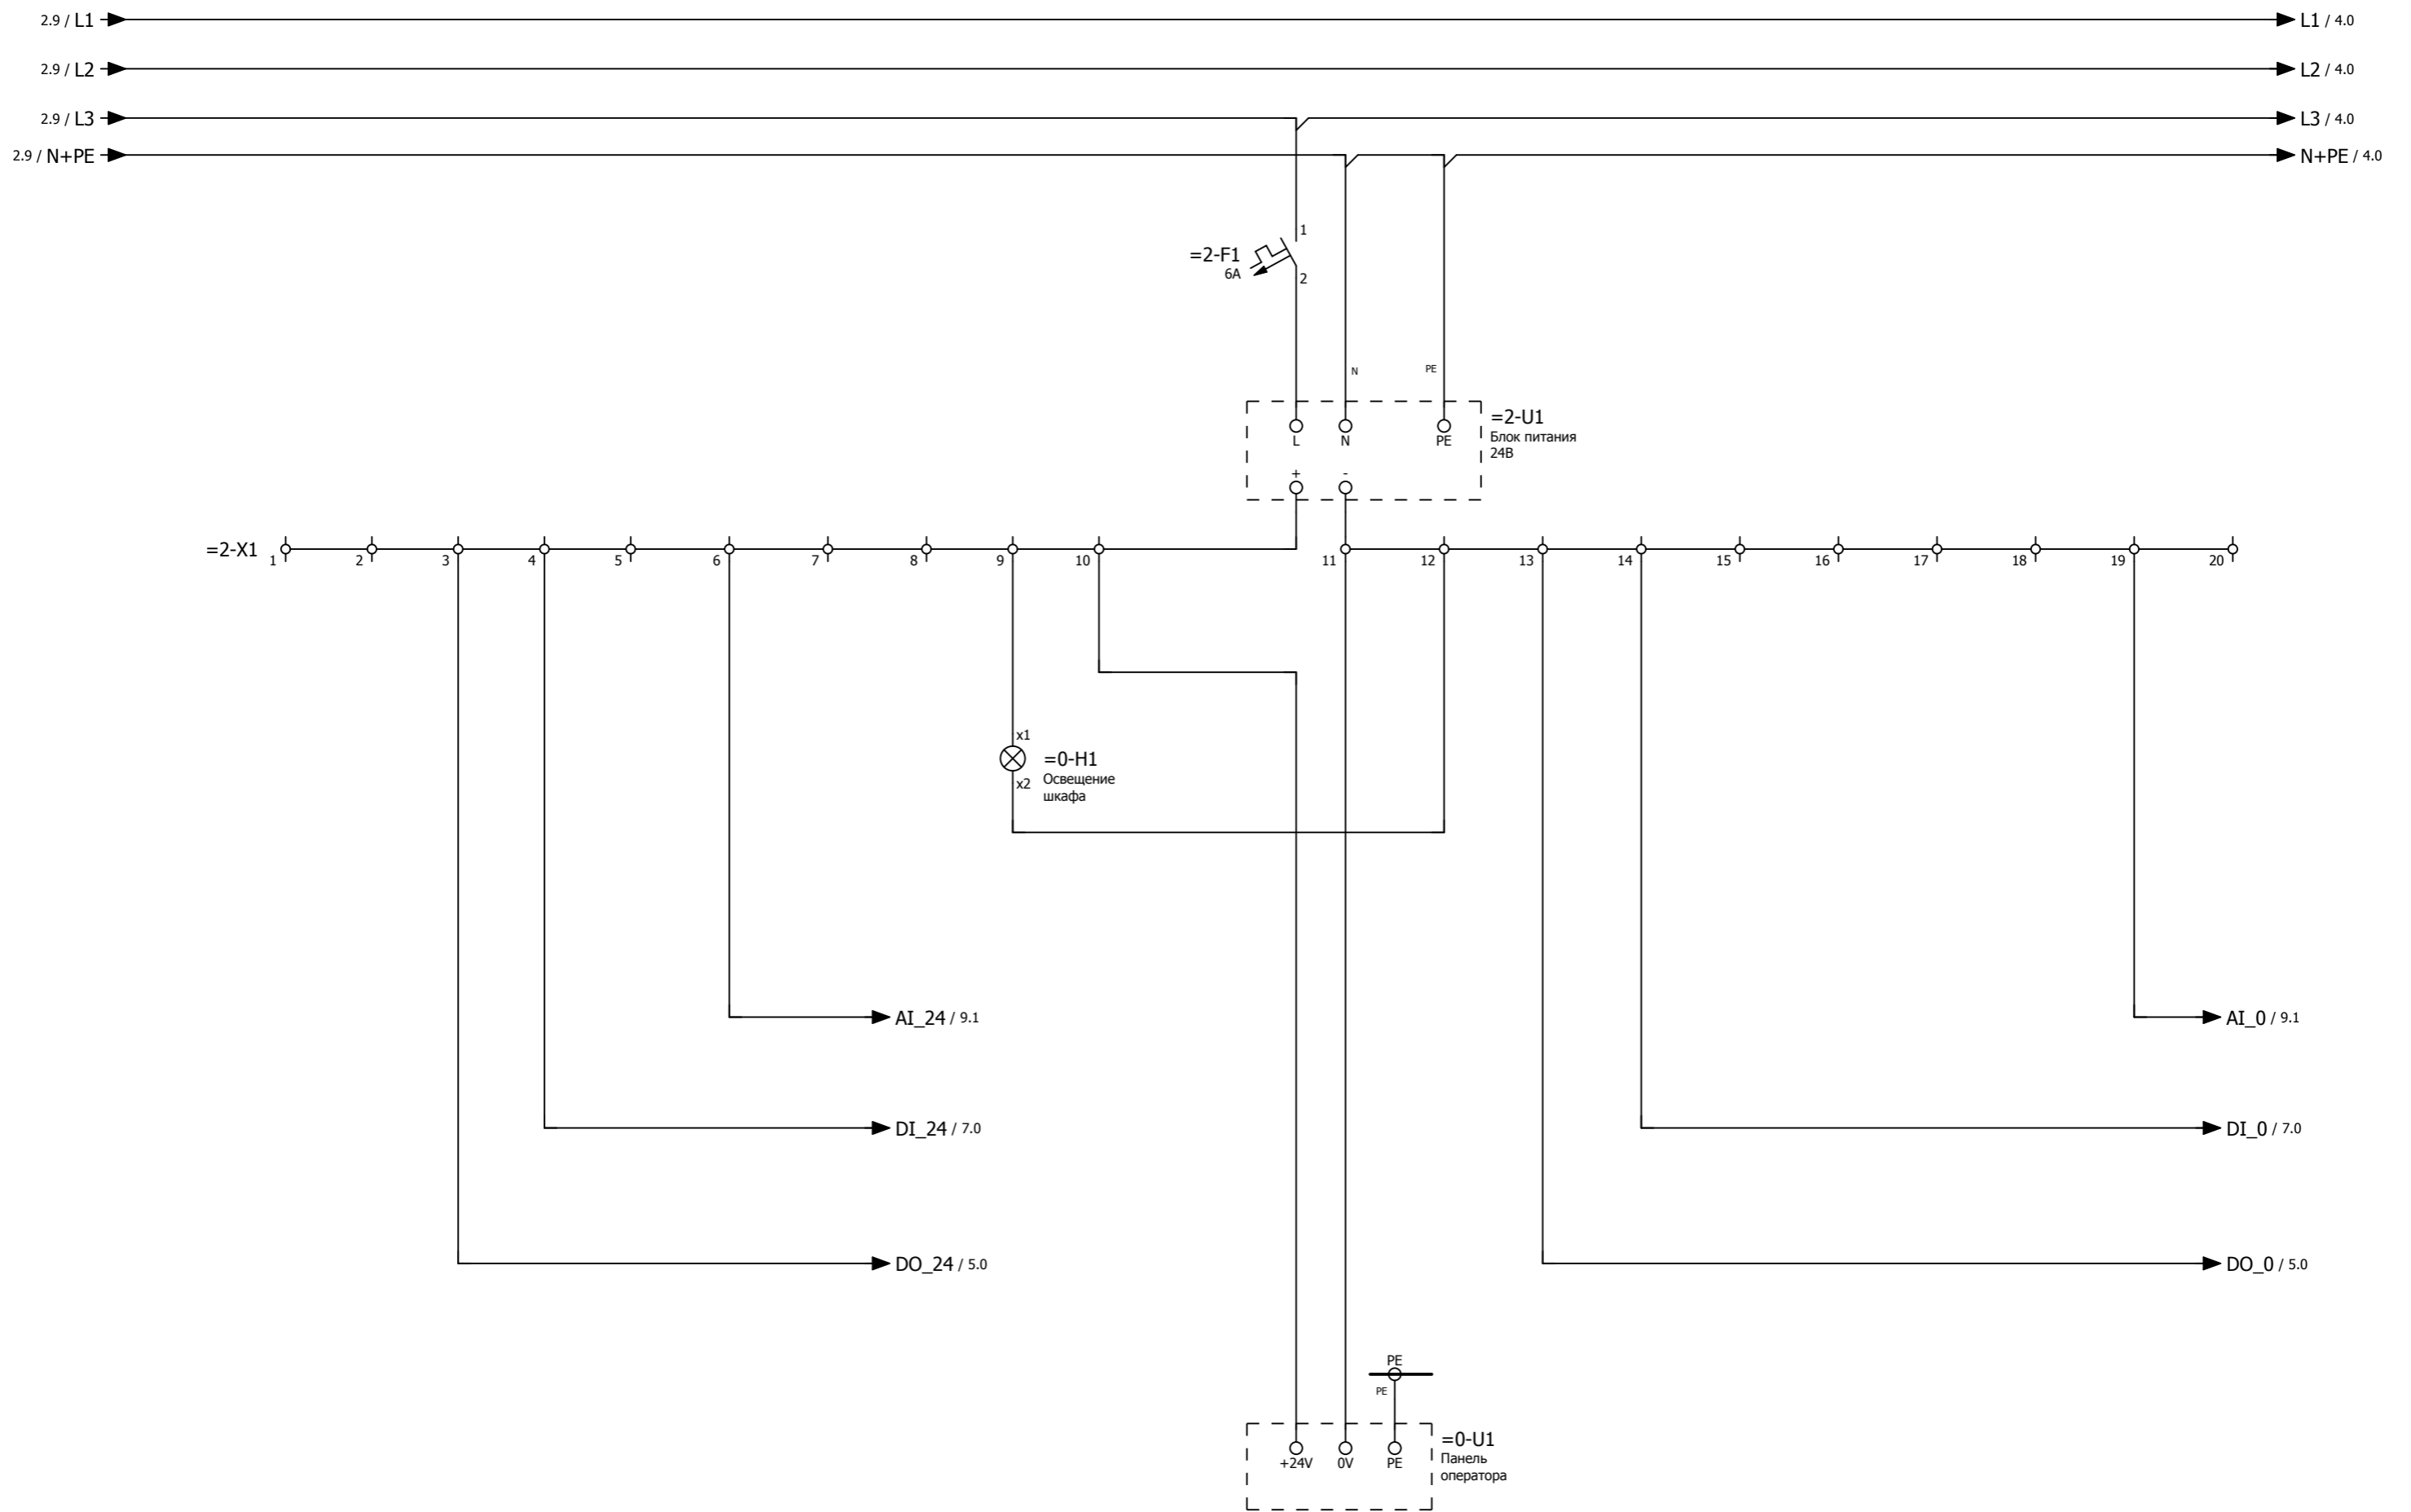 2.9 / L1
L1 / 4.0
2.9 / L2
L2 / 4.0
2.9 / L3
L3 / 4.0
2.9 / N+PE
N+PE / 4.0
1
=2-F1
6A
2
N
PE
=2-U1
Блок питания
24В
L N PE
+ -
=2-X1
1 2 3 4 5 6 7 8 9 10 11 12 13 14 15 16 17 18 19 20
x1
=0-H1
Освещение
шкафа
x2
AI_24 / 9.1
AI_0 / 9.1
DI_24 / 7.0
DI_0 / 7.0
DO_24 / 5.0
DO_0 / 5.0
PE
PE
=0-U1
Панель
оператора
+24V 0V PE